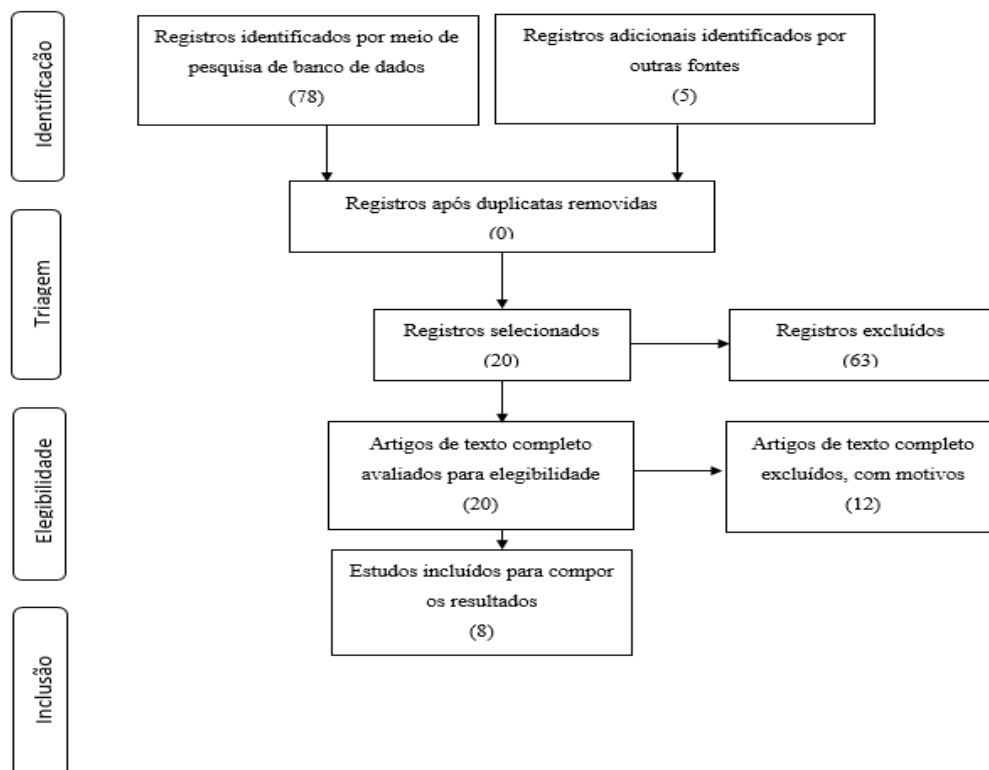 Identificação
Registros identificados por meio de
pesquisa de banco de dados
(78)
Registros adicionais identificados por
outras fontes
(5)
Registros após duplicatas removidas
(0)
Triagem
Registros selecionados
(20)
Registros excluídos
(63)
Elegibilidade
Artigos de texto completo
avaliados para elegibilidade
(20)
Artigos de texto completo
excluídos, com motivos
(12)
Estudos incluídos para compor
os resultados
(8)
Inclusão